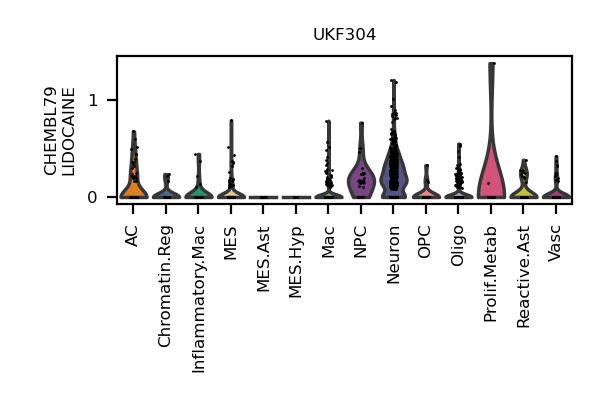 UKF304
CHEMBL79
LIDOCAINE
1
0
AC
Chromatin.Reg
Inflammatory.Mac
MES
MES.Ast
MES.Hyp
Mac
NPC
Neuron
OPC
Oligo
Prolif.Metab
Reactive.Ast
Vasc